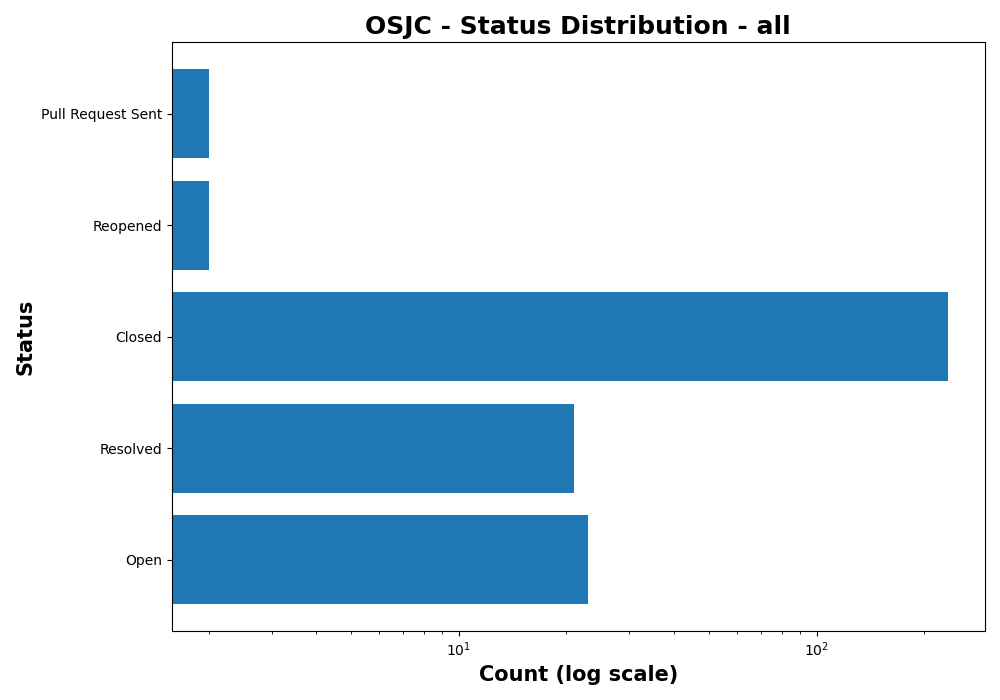 OSJC - Status Distribution - all
Pull Request Sent
Reopened
Closed
Resolved
Open
Status
10¹
10²
Count (log scale)